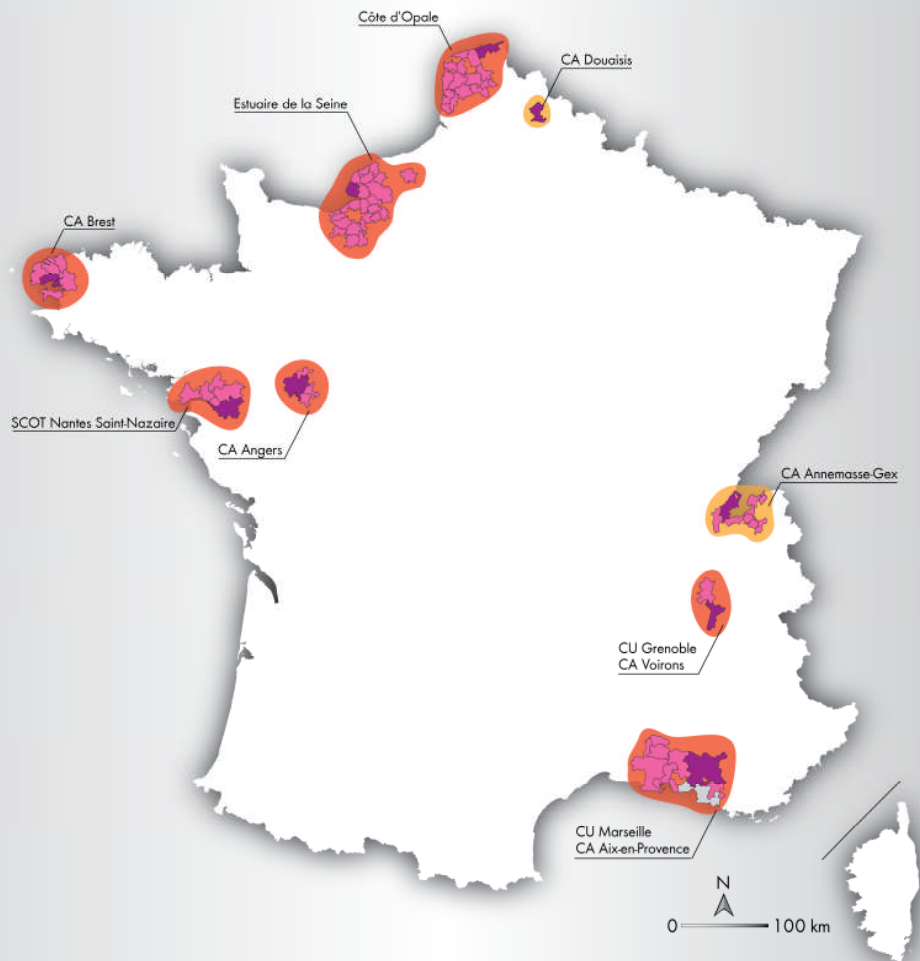 Côte d'Opale
CA Douaisis
Estuaire de la Seine
CA Brest
SCOT Nantes Saint-Nazaire
CA Angers
CA Annemasse-Gex
CU Grenoble
CA Voirons
CU Marseille
CA Aix-en-Provence
N
0 100 km